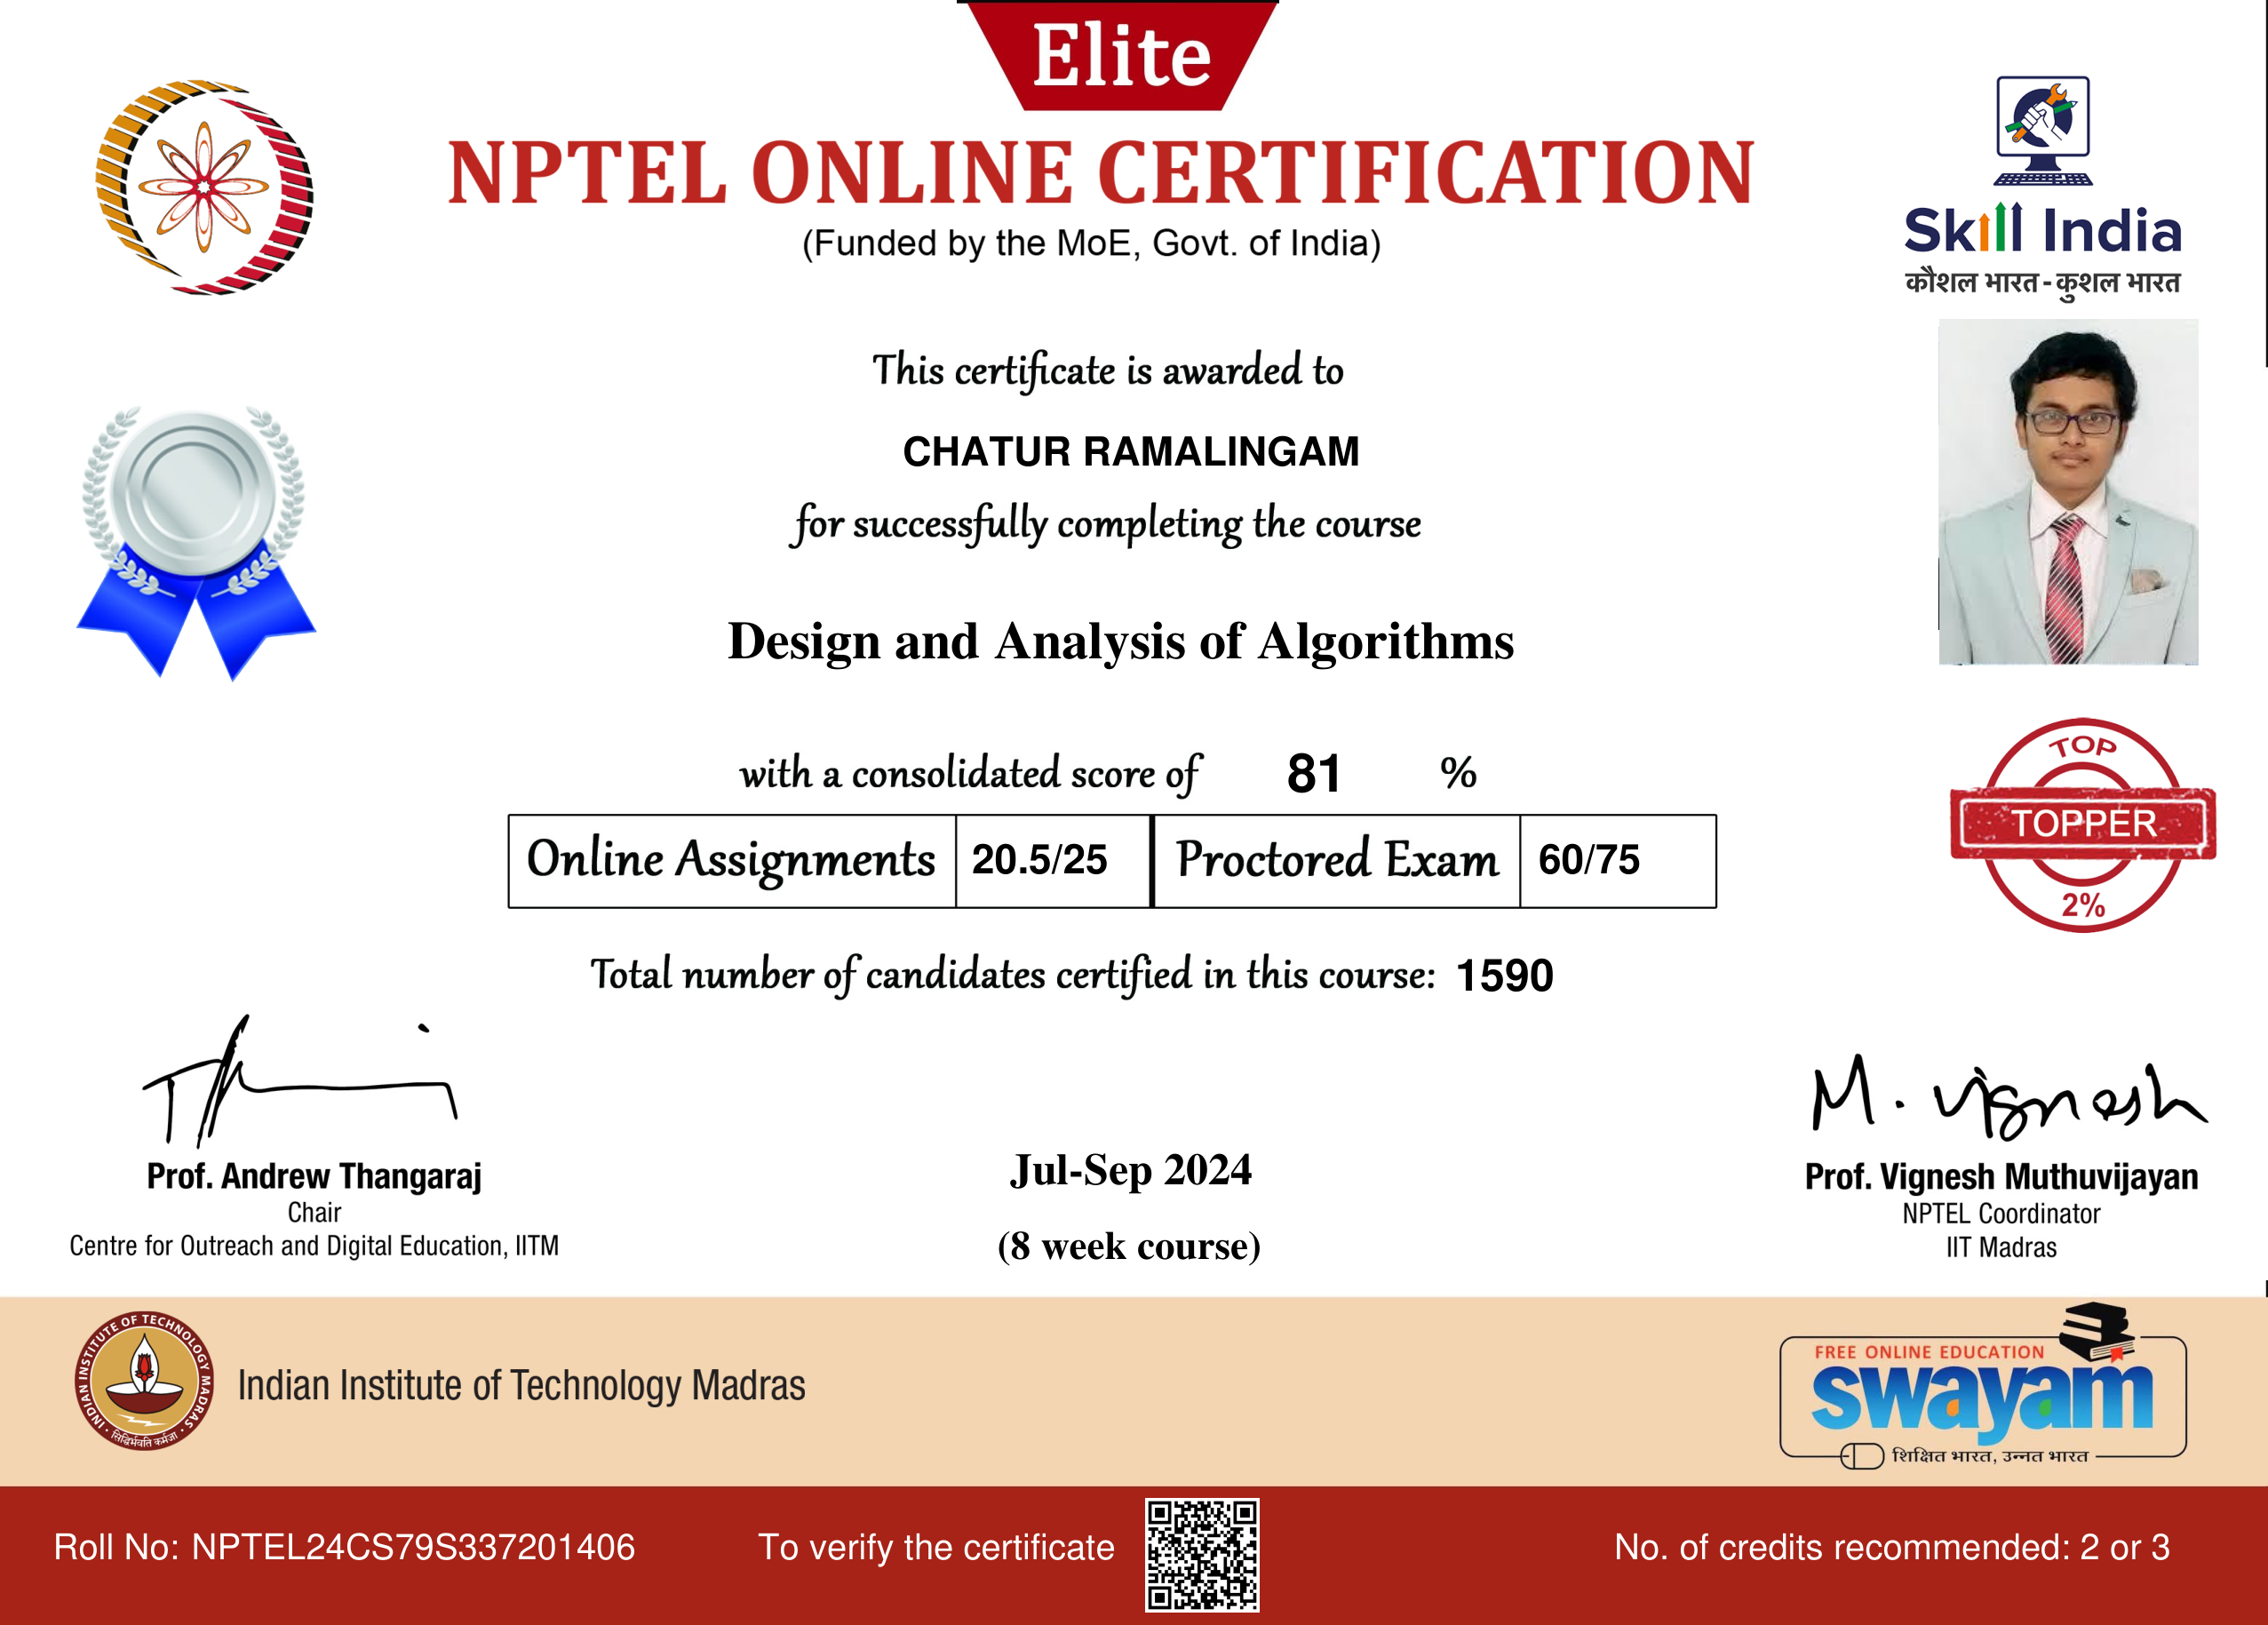 Elite
NPTEL ONLINE CERTIFICATION
(Funded by the MoE, Govt. of India)
Skill India
कौशल भारत - कुशल भारत
This certificate is awarded to
CHATUR RAMALINGAM
for successfully completing the course
Design and Analysis of Algorithms
with a consolidated score of 81 %
Online Assignments 20.5/25 Proctored Exam 60/75
TOP
TOPPER
2%
Total number of candidates certified in this course: 1590
M. Vignesh
Prof. Andrew Thangaraj
Chair
Centre for Outreach and Digital Education, IITM
Jul-Sep 2024
(8 week course)
Prof. Vignesh Muthuvijayan
NPTEL Coordinator
IIT Madras
INDIAN INSTITUTE OF TECHNOLOGY MADRAS
सिद्धिर्भवति कर्मजा
Indian Institute of Technology Madras
FREE ONLINE EDUCATION
swayam
शिक्षित भारत, उन्नत भारत
Roll No: NPTEL24CS79S337201406
To verify the certificate
No. of credits recommended: 2 or 3